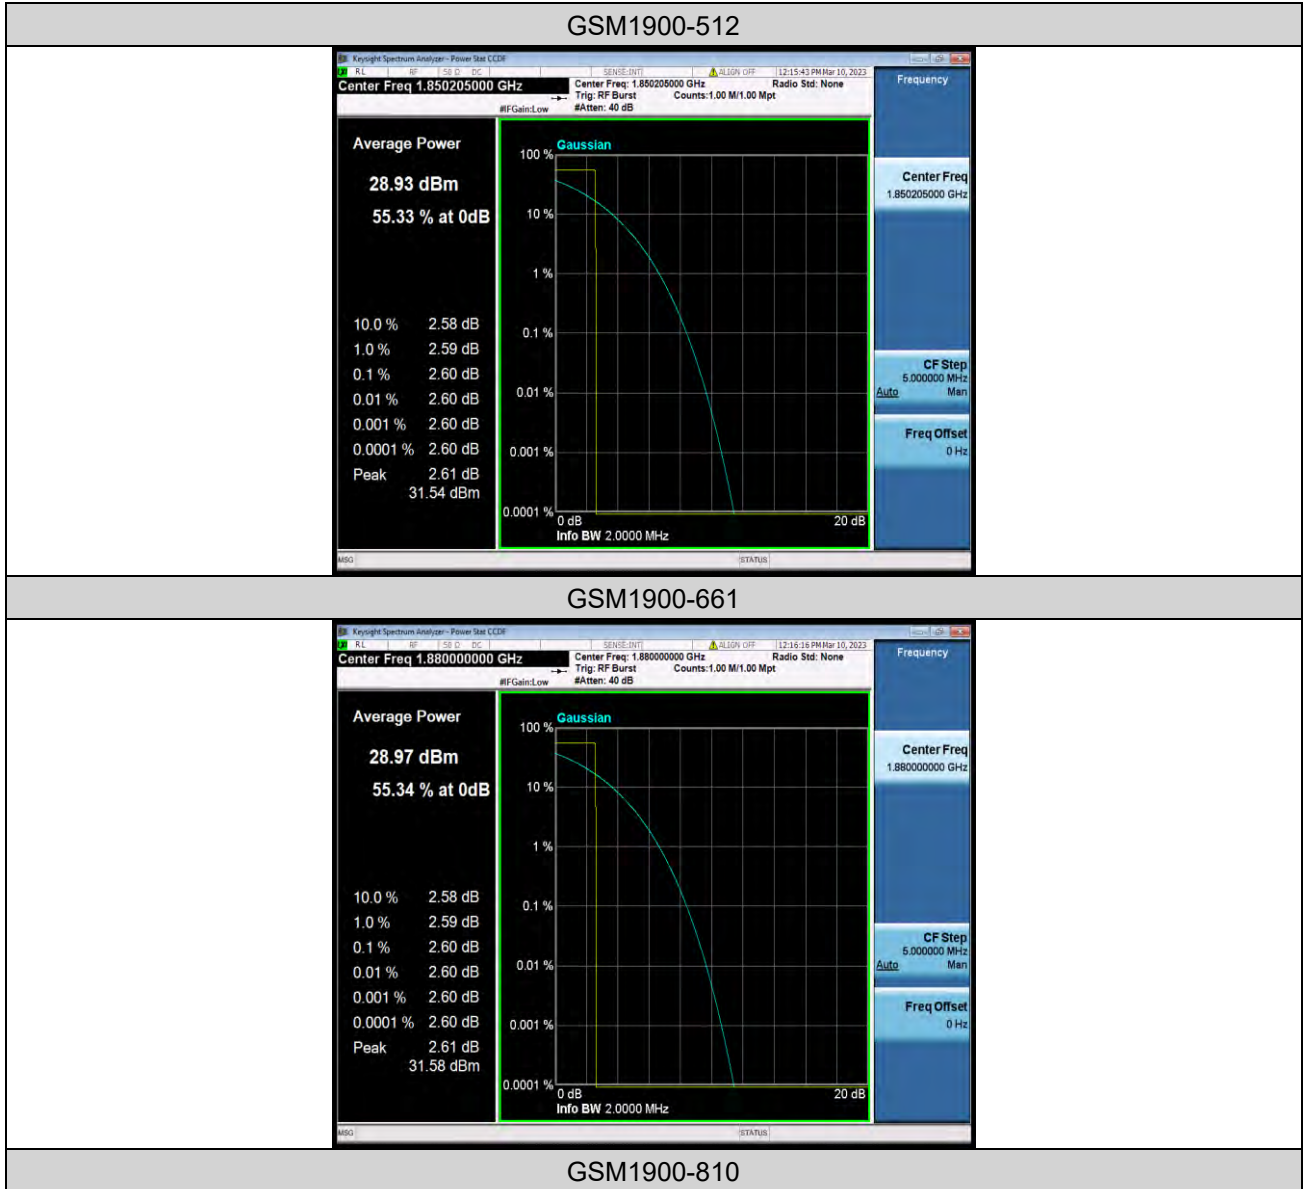 GSM1900-512
Keysight Spectrum Analyzer - Power Stat CCDF
RL RF 50 Ω DC SENSE:INT ALIGN OFF 12:15:43 PM Mar 10, 2023
Center Freq 1.850205000 GHz
Center Freq: 1.850205000 GHz Radio Std: None
Trig: RF Burst Counts:1.00 M/1.00 Mpt
#IFGain:Low #Atten: 40 dB
Frequency
Average Power
28.93 dBm
55.33 % at 0dB
10.0 % 2.58 dB
1.0 % 2.59 dB
0.1 % 2.60 dB
0.01 % 2.60 dB
0.001 % 2.60 dB
0.0001 % 2.60 dB
Peak 2.61 dB
31.54 dBm
Gaussian
100 %
10 %
1 %
0.1 %
0.01 %
0.001 %
0.0001 %
0 dB 20 dB
Info BW 2.0000 MHz
Center Freq
1.850205000 GHz
CF Step
5.000000 MHz
Auto Man
Freq Offset
0 Hz
MSG STATUS
GSM1900-661
Keysight Spectrum Analyzer - Power Stat CCDF
RL RF 50 Ω DC SENSE:INT ALIGN OFF 12:16:16 PM Mar 10, 2023
Center Freq 1.880000000 GHz
Center Freq: 1.880000000 GHz Radio Std: None
Trig: RF Burst Counts:1.00 M/1.00 Mpt
#IFGain:Low #Atten: 40 dB
Frequency
Average Power
28.97 dBm
55.34 % at 0dB
10.0 % 2.58 dB
1.0 % 2.59 dB
0.1 % 2.60 dB
0.01 % 2.60 dB
0.001 % 2.60 dB
0.0001 % 2.60 dB
Peak 2.61 dB
31.58 dBm
Gaussian
100 %
10 %
1 %
0.1 %
0.01 %
0.001 %
0.0001 %
0 dB 20 dB
Info BW 2.0000 MHz
Center Freq
1.880000000 GHz
CF Step
5.000000 MHz
Auto Man
Freq Offset
0 Hz
MSG STATUS
GSM1900-810